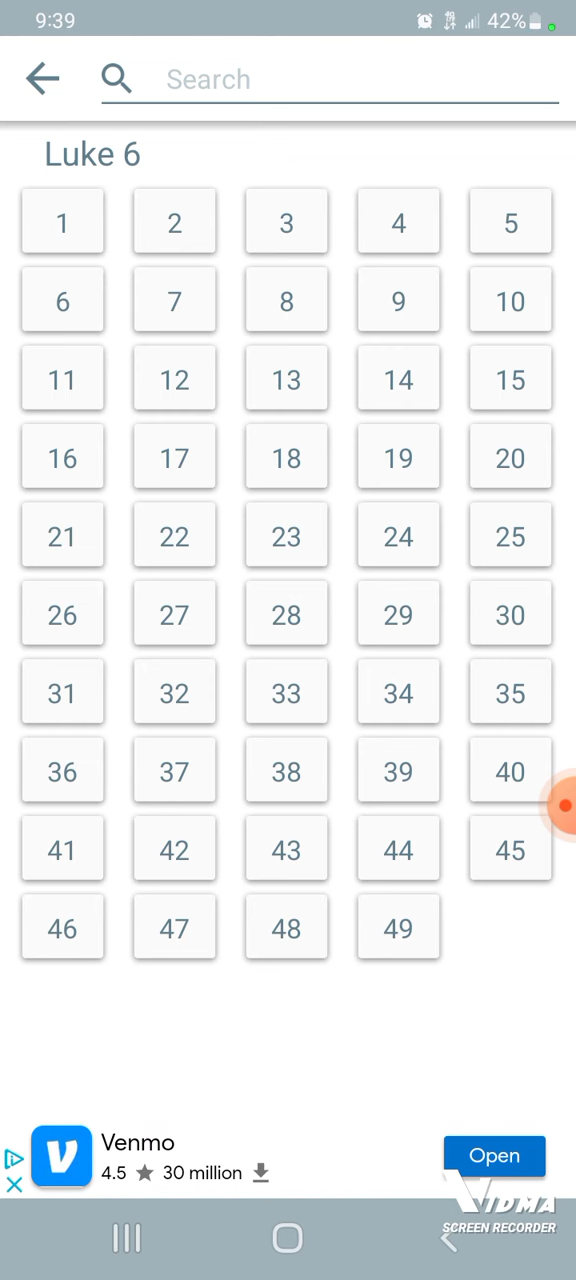 9:39 42%
Search
Luke 6
1 2 3 4 5
6 7 8 9 10
11 12 13 14 15
16 17 18 19 20
21 22 23 24 25
26 27 28 29 30
31 32 33 34 35
36 37 38 39 40
41 42 43 44 45
46 47 48 49
Venmo
4.5 ★ 30 million
Open
VIDMA
SCREEN RECORDER